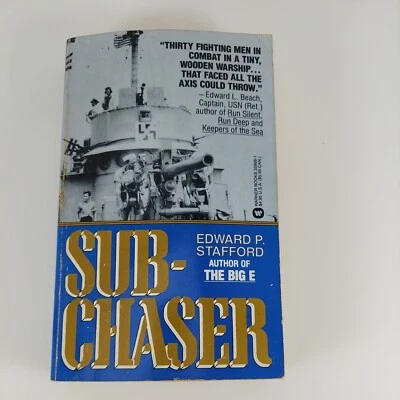 "THIRTY FIGHTING MEN IN
COMBAT IN A TINY,
WOODEN WARSHIP...
THAT FACED ALL THE
AXIS COULD THROW."
—Edward L. Beach,
Captain, USN (Ret.)
author of Run Silent,
Run Deep and
Keepers of the Sea
EDWARD P.
STAFFORD
AUTHOR OF
THE BIG E
SUB-
CHASER